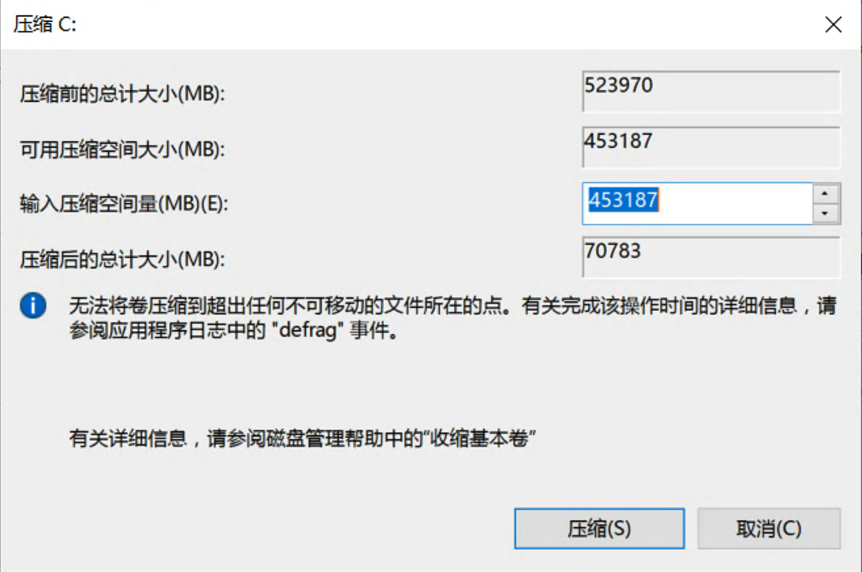 压缩 C:
压缩前的总计大小(MB):
523970
可用压缩空间大小(MB):
453187
输入压缩空间量(MB)(E):
453187
压缩后的总计大小(MB):
70783
无法将卷压缩到超出任何不可移动的文件所在的点。有关完成该操作时间的详细信息，请
参阅应用程序日志中的 "defrag" 事件。
有关详细信息，请参阅磁盘管理帮助中的“收缩基本卷”
压缩(S)
取消(C)